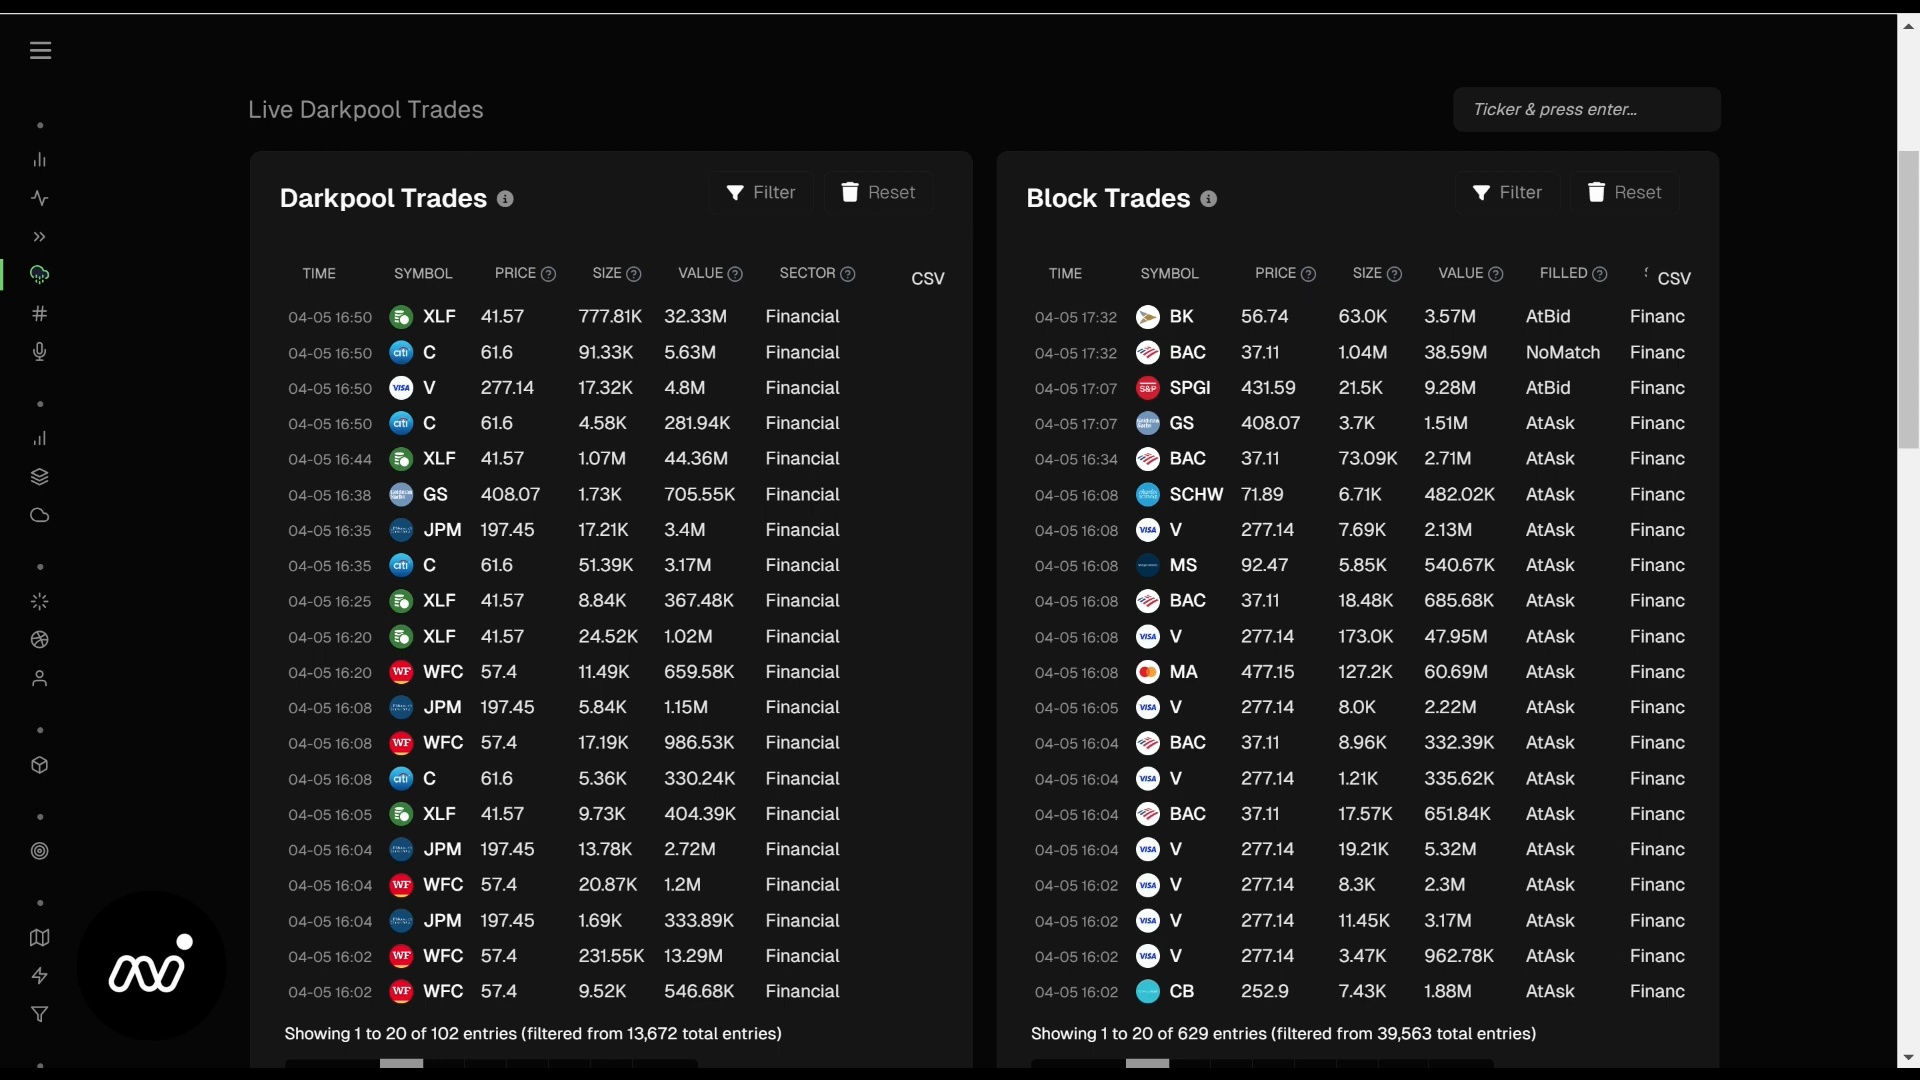 Live Darkpool Trades
Ticker & press enter...
Darkpool Trades
Filter
Reset
TIME SYMBOL PRICE SIZE VALUE SECTOR CSV
04-05 16:50 XLF 41.57 777.81K 32.33M Financial
04-05 16:50 citi C 61.6 91.33K 5.63M Financial
04-05 16:50 VISA V 277.14 17.32K 4.8M Financial
04-05 16:50 citi C 61.6 4.58K 281.94K Financial
04-05 16:44 XLF 41.57 1.07M 44.36M Financial
04-05 16:38 GS 408.07 1.73K 705.55K Financial
04-05 16:35 JPM 197.45 17.21K 3.4M Financial
04-05 16:35 citi C 61.6 51.39K 3.17M Financial
04-05 16:25 XLF 41.57 8.84K 367.48K Financial
04-05 16:20 XLF 41.57 24.52K 1.02M Financial
04-05 16:20 WF WFC 57.4 11.49K 659.58K Financial
04-05 16:08 JPM 197.45 5.84K 1.15M Financial
04-05 16:08 WF WFC 57.4 17.19K 986.53K Financial
04-05 16:08 citi C 61.6 5.36K 330.24K Financial
04-05 16:05 XLF 41.57 9.73K 404.39K Financial
04-05 16:04 JPM 197.45 13.78K 2.72M Financial
04-05 16:04 WF WFC 57.4 20.87K 1.2M Financial
04-05 16:04 JPM 197.45 1.69K 333.89K Financial
04-05 16:02 WF WFC 57.4 231.55K 13.29M Financial
04-05 16:02 WF WFC 57.4 9.52K 546.68K Financial
Showing 1 to 20 of 102 entries (filtered from 13,672 total entries)
Block Trades
Filter
Reset
TIME SYMBOL PRICE SIZE VALUE FILLED CSV
04-05 17:32 BK 56.74 63.0K 3.57M AtBid Financ
04-05 17:32 BAC 37.11 1.04M 38.59M NoMatch Financ
04-05 17:07 S&P SPGI 431.59 21.5K 9.28M AtBid Financ
04-05 17:07 GS 408.07 3.7K 1.51M AtAsk Financ
04-05 16:34 BAC 37.11 73.09K 2.71M AtAsk Financ
04-05 16:08 SCHW 71.89 6.71K 482.02K AtAsk Financ
04-05 16:08 VISA V 277.14 7.69K 2.13M AtAsk Financ
04-05 16:08 MS 92.47 5.85K 540.67K AtAsk Financ
04-05 16:08 BAC 37.11 18.48K 685.68K AtAsk Financ
04-05 16:08 VISA V 277.14 173.0K 47.95M AtAsk Financ
04-05 16:08 MA 477.15 127.2K 60.69M AtAsk Financ
04-05 16:05 VISA V 277.14 8.0K 2.22M AtAsk Financ
04-05 16:04 BAC 37.11 8.96K 332.39K AtAsk Financ
04-05 16:04 VISA V 277.14 1.21K 335.62K AtAsk Financ
04-05 16:04 BAC 37.11 17.57K 651.84K AtAsk Financ
04-05 16:04 VISA V 277.14 19.21K 5.32M AtAsk Financ
04-05 16:02 VISA V 277.14 8.3K 2.3M AtAsk Financ
04-05 16:02 VISA V 277.14 11.45K 3.17M AtAsk Financ
04-05 16:02 VISA V 277.14 3.47K 962.78K AtAsk Financ
04-05 16:02 CB 252.9 7.43K 1.88M AtAsk Financ
Showing 1 to 20 of 629 entries (filtered from 39,563 total entries)